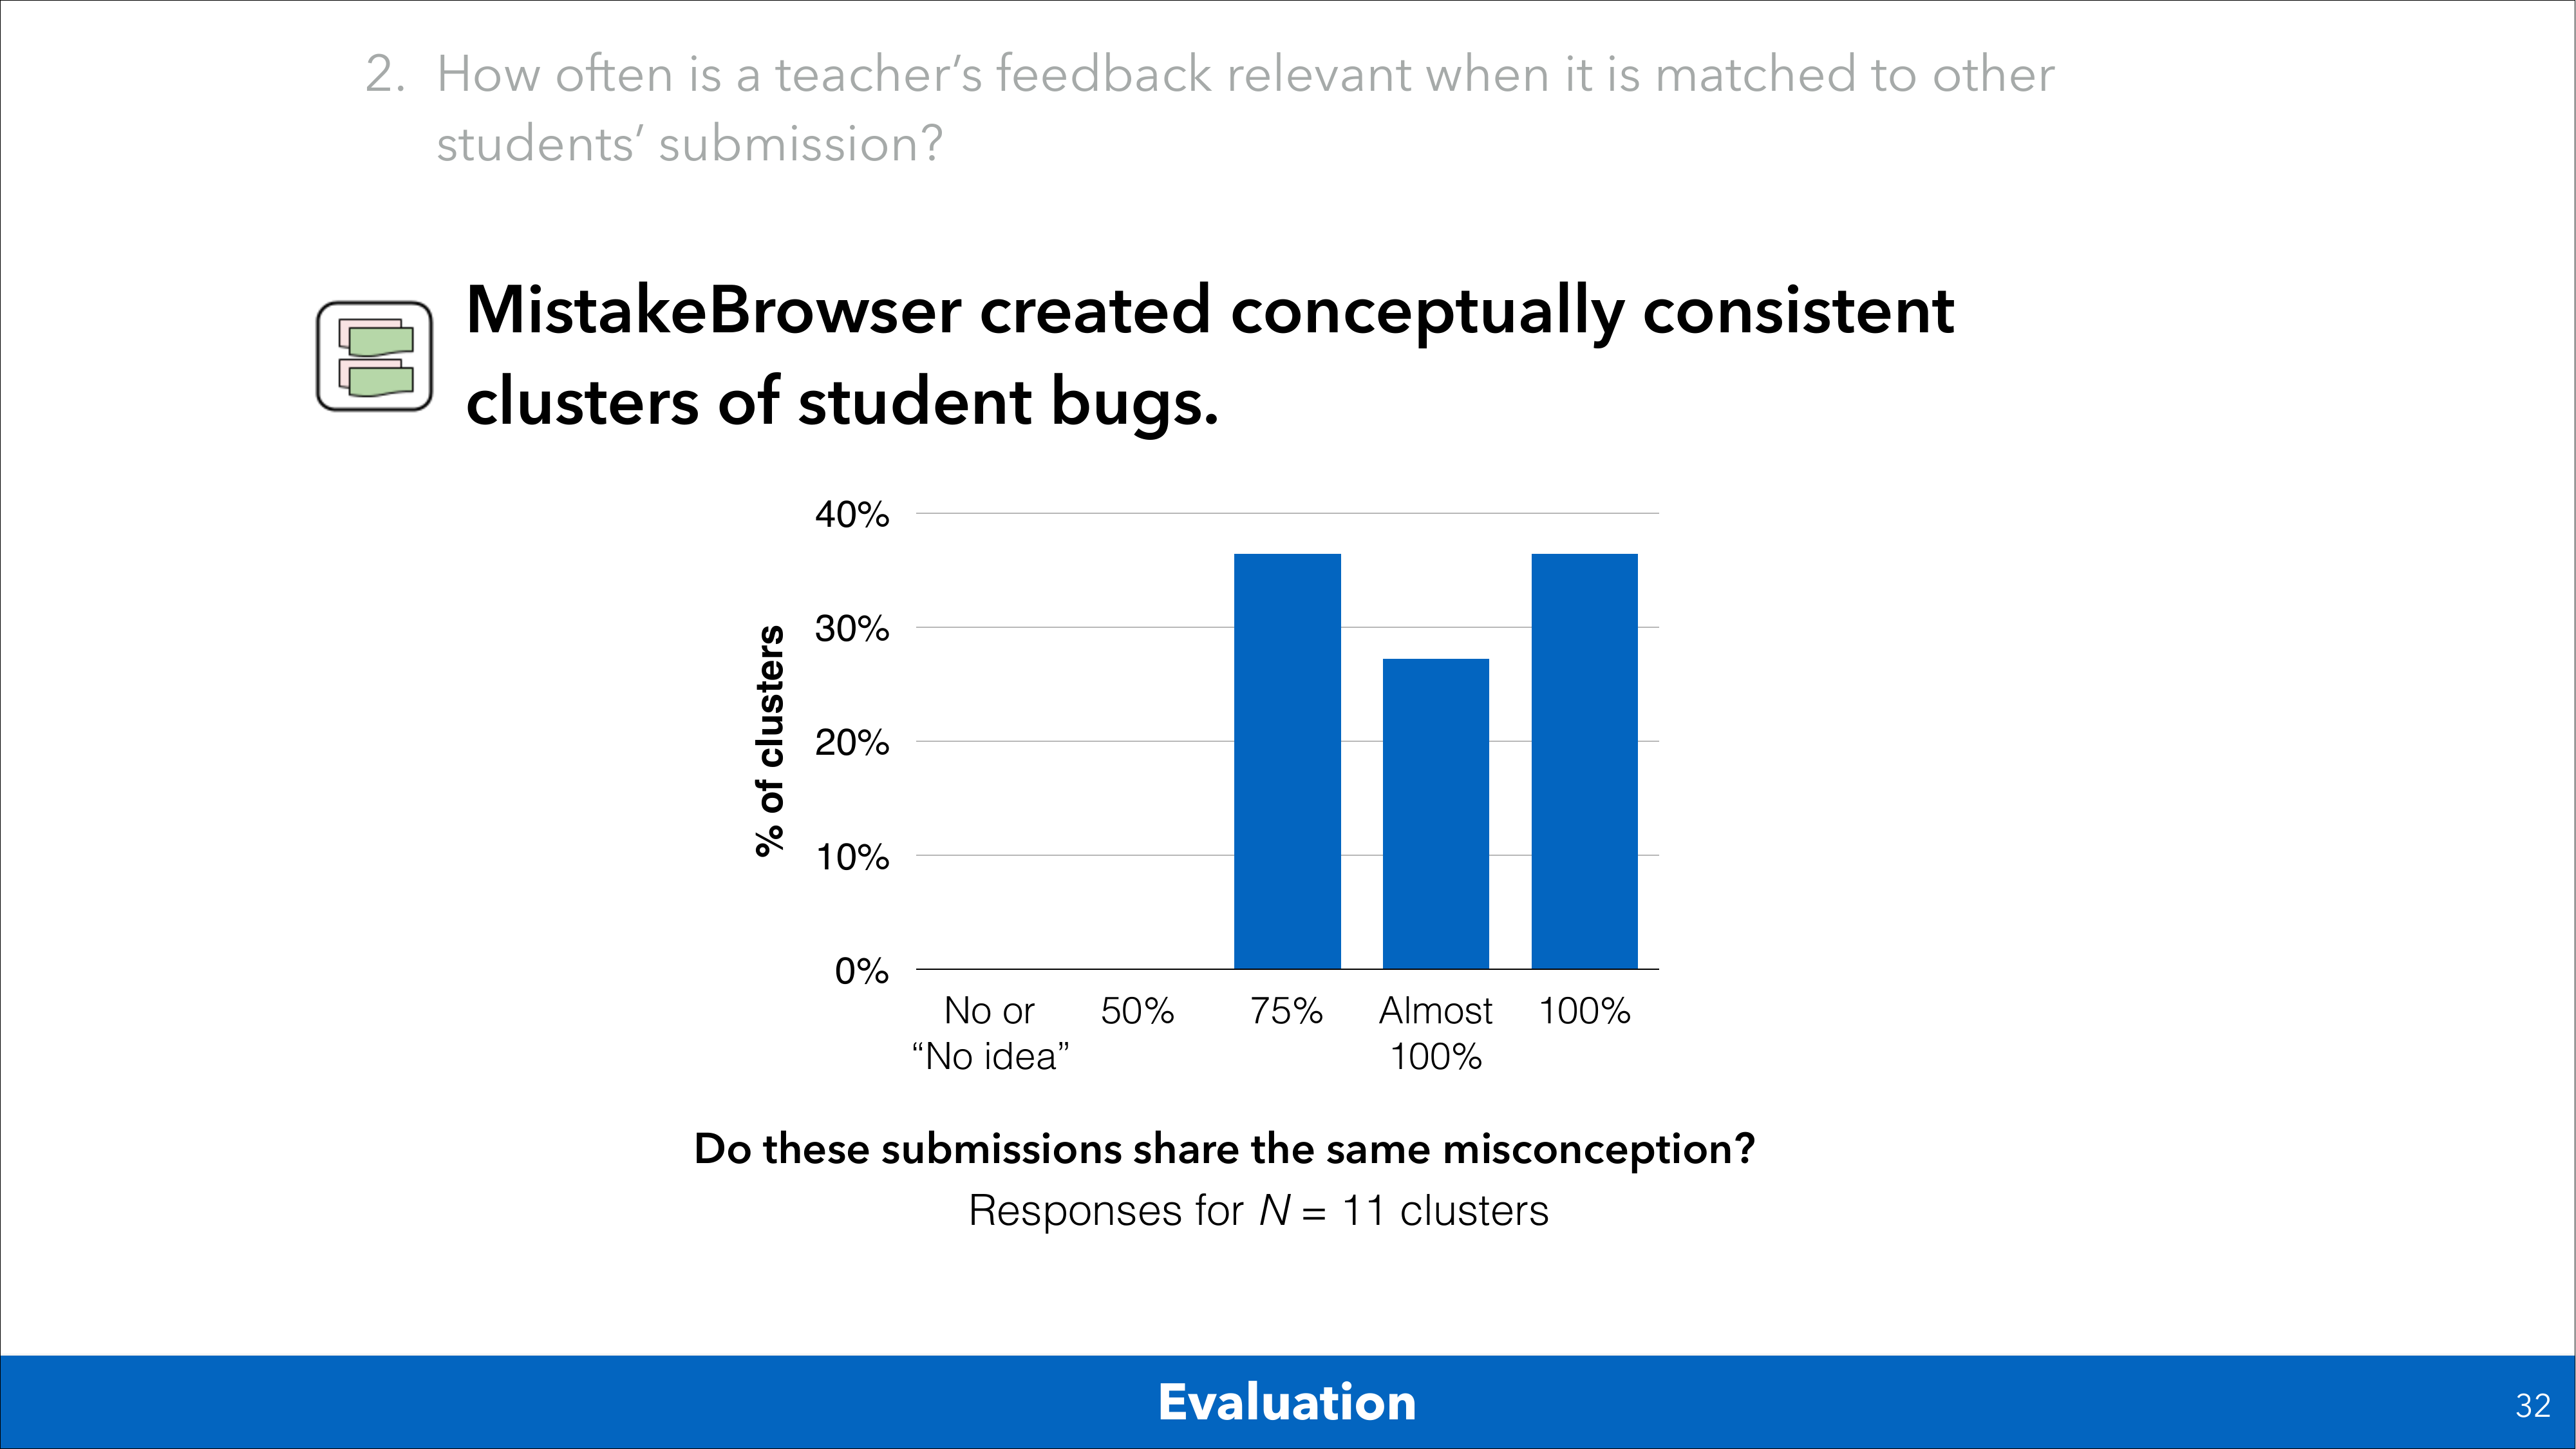 2. How often is a teacher’s feedback relevant when it is matched to other
students’ submission?
MistakeBrowser created conceptually consistent
clusters of student bugs.
40%
30%
20%
10%
0%
% of clusters
No or
“No idea”
50%
75%
Almost
100%
100%
Do these submissions share the same misconception?
Responses for N = 11 clusters
Evaluation
32